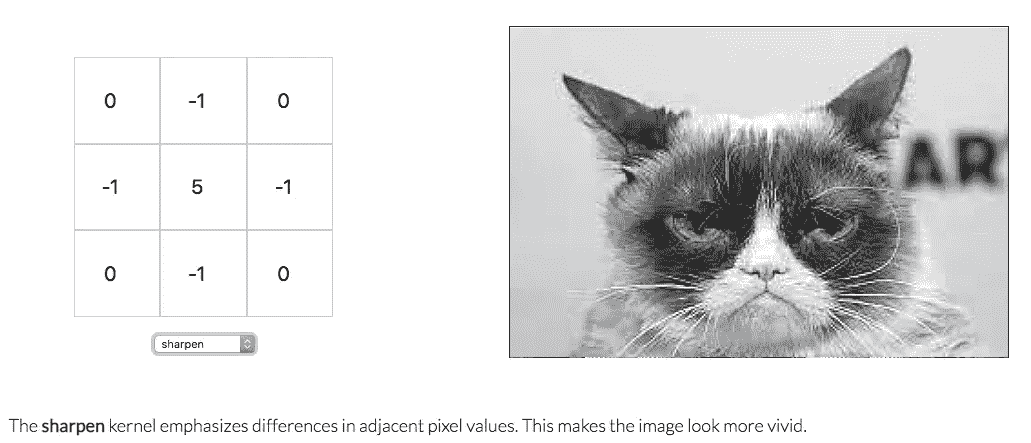 0 -1 0
-1 5 -1
0 -1 0
sharpen
AR
The sharpen kernel emphasizes differences in adjacent pixel values. This makes the image look more vivid.